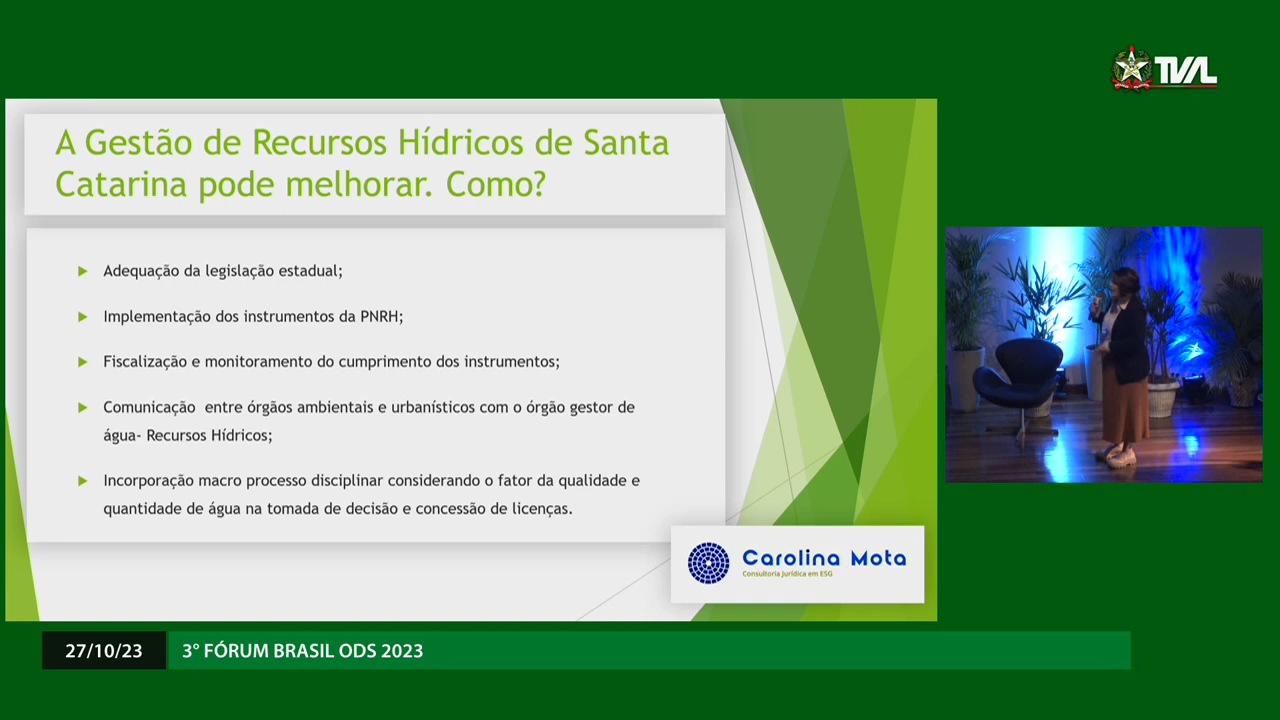 TVAL
A Gestão de Recursos Hídricos de Santa
Catarina pode melhorar. Como?
Adequação da legislação estadual;
Implementação dos instrumentos da PNRH;
Fiscalização e monitoramento do cumprimento dos instrumentos;
Comunicação entre órgãos ambientais e urbanísticos com o órgão gestor de
água- Recursos Hídricos;
Incorporação macro processo disciplinar considerando o fator da qualidade e
quantidade de água na tomada de decisão e concessão de licenças.
Carolina Mota
Consultoria Jurídica em ESG
27/10/23
3° FÓRUM BRASIL ODS 2023